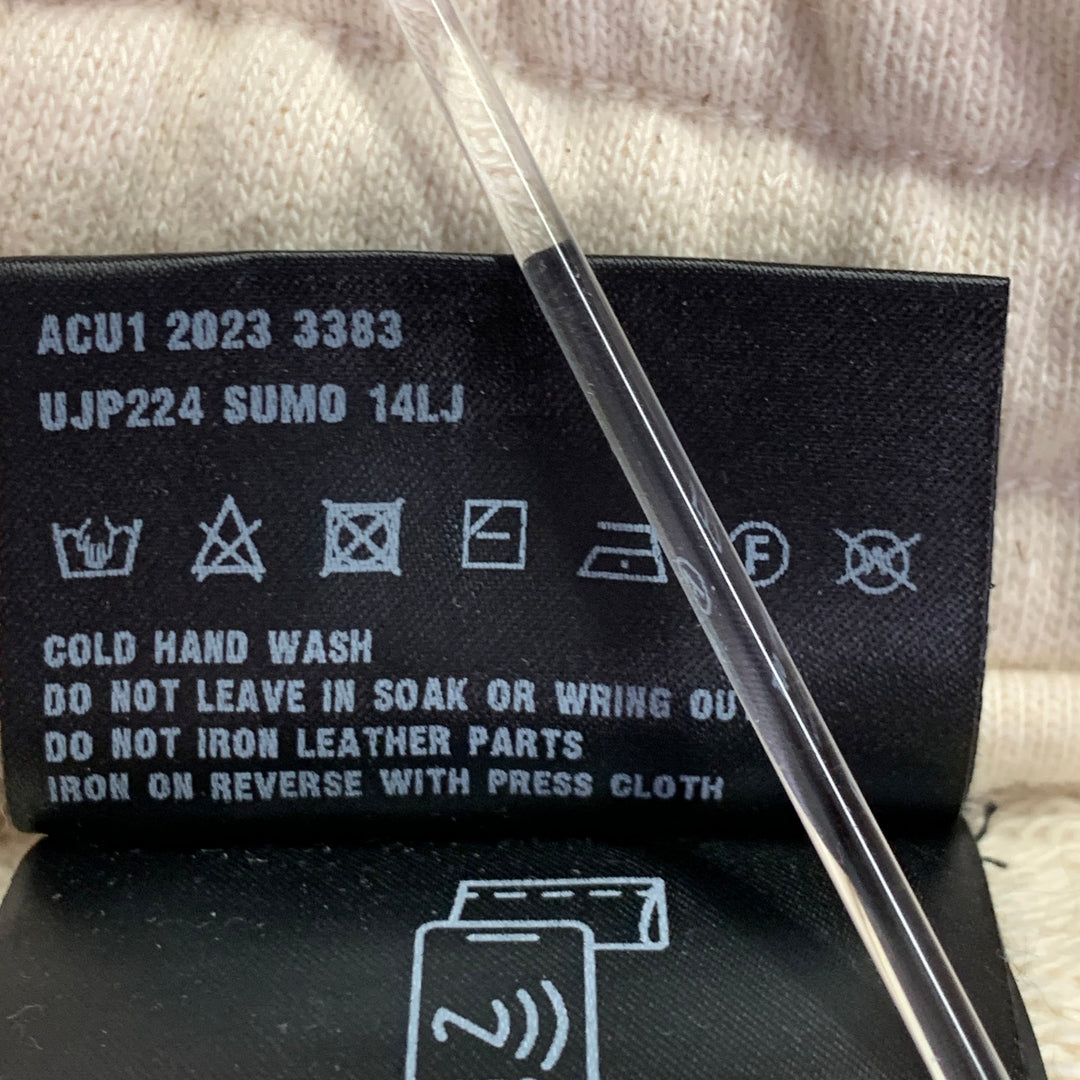 ACU1 2023 3383
UJP224 SUMO 14LJ
F W
COLD HAND WASH
DO NOT LEAVE IN SOAK OR WRING OUT
DO NOT IRON LEATHER PARTS
IRON ON REVERSE WITH PRESS CLOTH